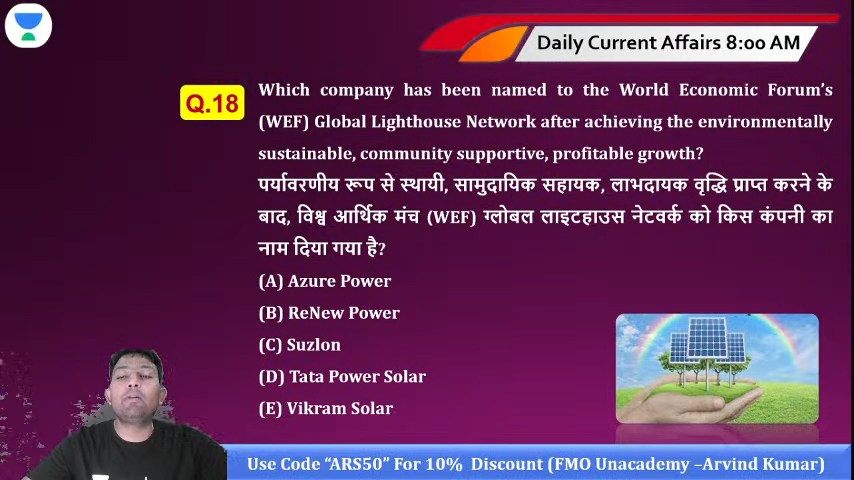 Daily Current Affairs 8:00 AM
Q.18
Which company has been named to the World Economic Forum's
(WEF) Global Lighthouse Network after achieving the environmentally
sustainable, community supportive, profitable growth?
पर्यावरणीय रूप से स्थायी, सामुदायिक सहायक, लाभदायक वृद्धि प्राप्त करने के
बाद, विश्व आर्थिक मंच (WEF) ग्लोबल लाइटहाउस नेटवर्क को किस कंपनी का
नाम दिया गया है?
(A) Azure Power
(B) ReNew Power
(C) Suzlon
(D) Tata Power Solar
(E) Vikram Solar
Use Code “ARS50” For 10% Discount (FMO Unacademy –Arvind Kumar)